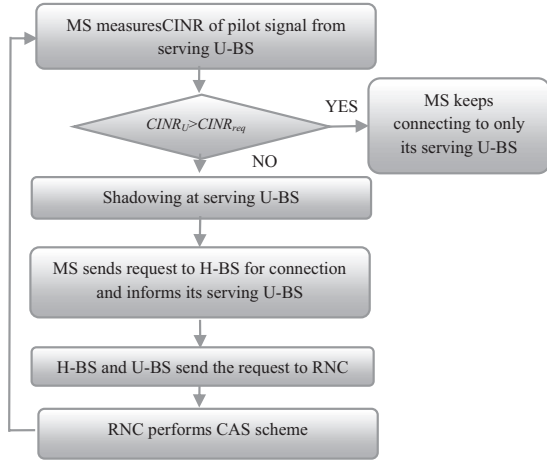 MS measuresCINR of pilot signal from
serving U-BS
CINR_U>CINR_req
YES
MS keeps
connecting to only
its serving U-BS
NO
Shadowing at serving U-BS
MS sends request to H-BS for connection
and informs its serving U-BS
H-BS and U-BS send the request to RNC
RNC performs CAS scheme